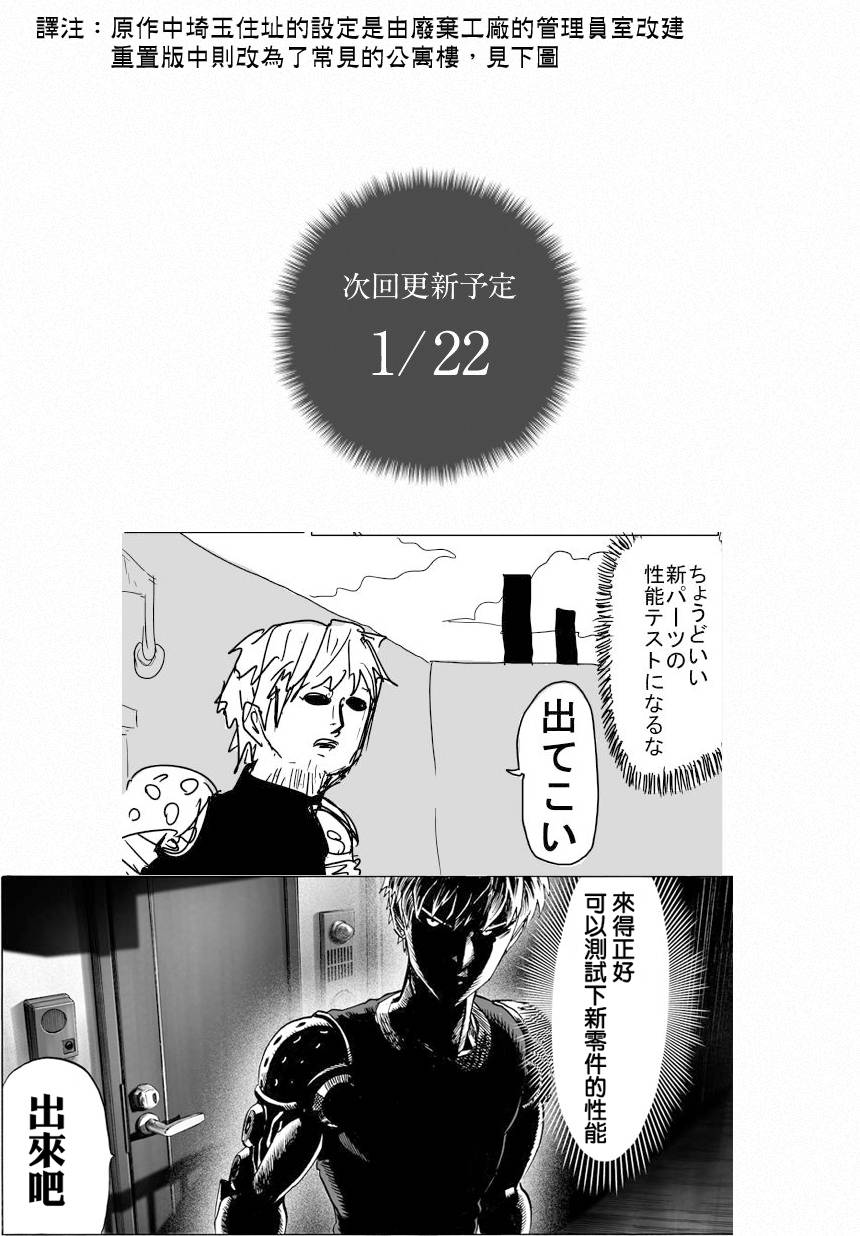 譯注：原作中埼玉住址的設定是由廢棄工廠的管理員室改建
重置版中則改為了常見的公寓樓，見下圖
次回更新予定
1/22
ちょうどいい
新パーツの
性能テストになるな
出てこい
來得正好
可以測試下新零件的性能
出來吧